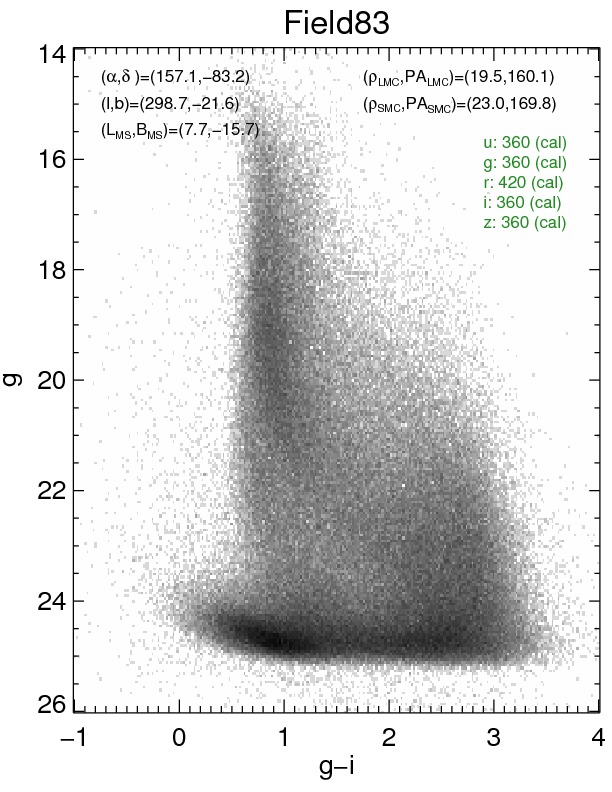 Field83
(α,δ )=(157.1,−83.2)
(ρLMC,PALMC)=(19.5,160.1)
(l,b)=(298.7,−21.6)
(ρSMC,PASMC)=(23.0,169.8)
(LMS,BMS)=(7.7,−15.7)
u: 360 (cal)
g: 360 (cal)
r: 420 (cal)
i: 360 (cal)
z: 360 (cal)
14
16
18
20
22
24
26
g
−1 0 1 2 3 4
g−i